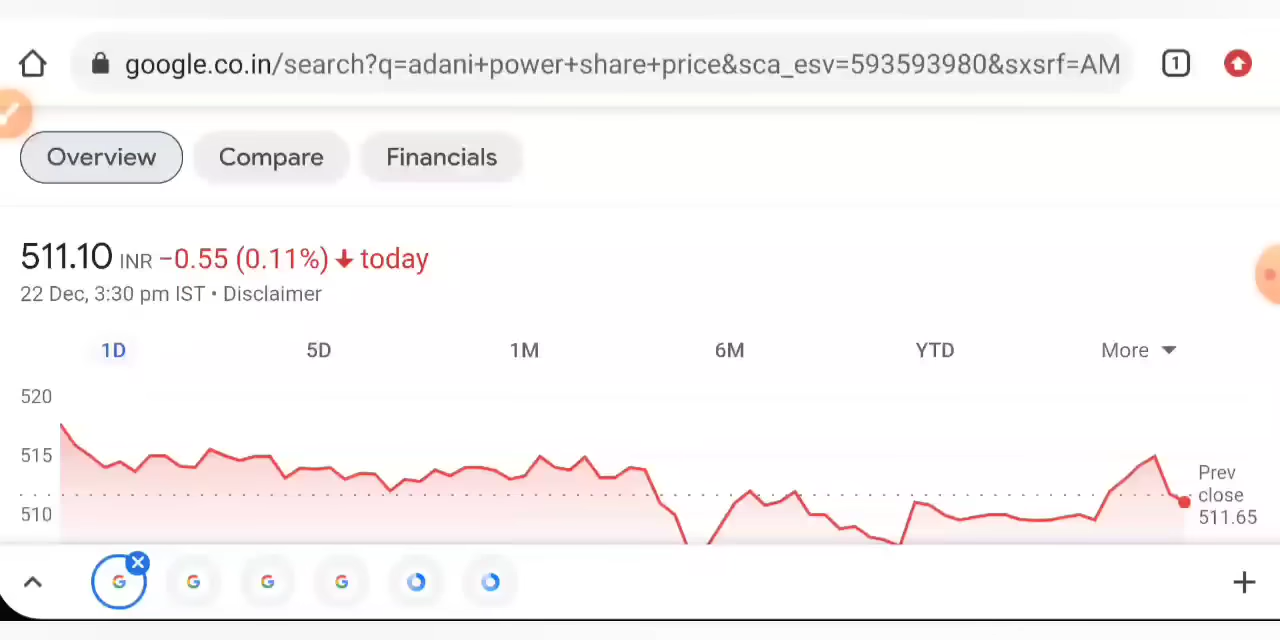 google.co.in/search?q=adani+power+share+price&sca_esv=593593980&sxsrf=AM
1
Overview Compare Financials
511.10 INR −0.55 (0.11%) today
22 Dec, 3:30 pm IST • Disclaimer
1D 5D 1M 6M YTD More
520
515
510
Prev
close
511.65
G G G G